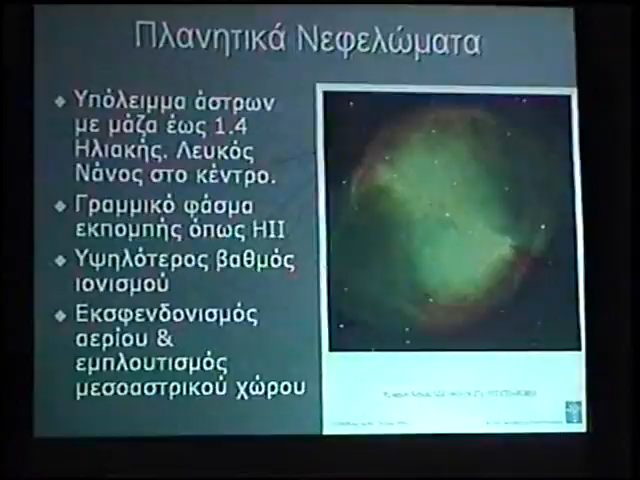 Πλανητικά Νεφελώματα
❖ Υπόλειμμα άστρων
με μάζα έως 1.4
Ηλιακής. Λευκός
Νάνος στο κέντρο.
❖ Γραμμικό φάσμα
εκπομπής όπως ΗΙΙ
❖ Υψηλότερος βαθμός
ιονισμού
❖ Εκσφενδονισμός
αερίου &
εμπλουτισμός
μεσοαστρικού χώρου